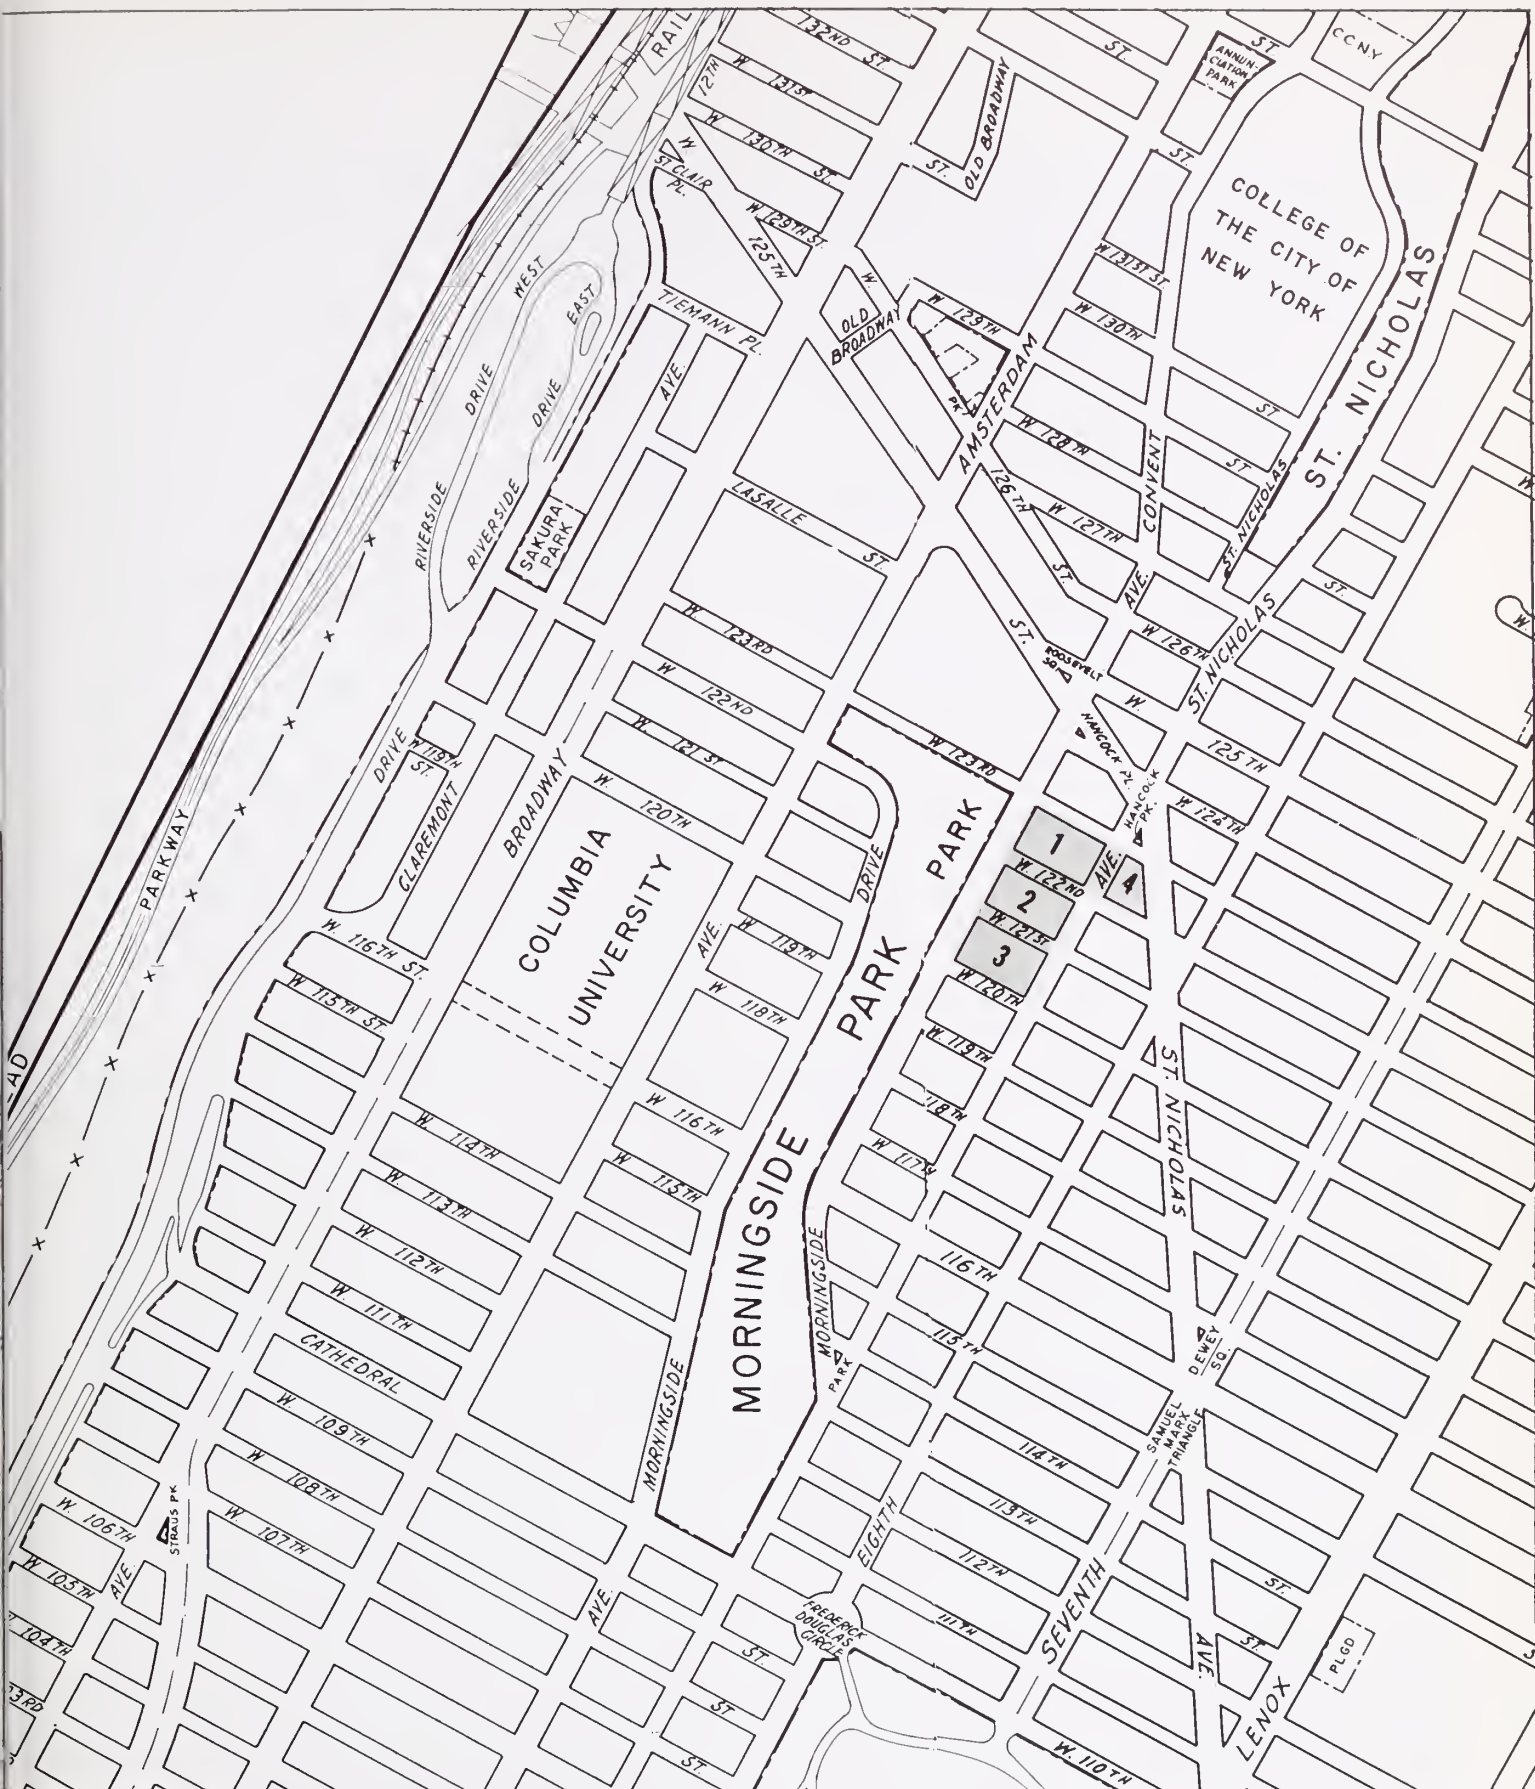 RAIL
132ND ST.
ST.
ST
CCNY
ANNUN-
CIATION
PARK
12TH
W 131ST
W 130TH ST.
OLD BROADWAY
ST.
ST.
W.
ST CLAIR
PL.
W 129TH ST.
125TH
COLLEGE OF
THE CITY OF
NEW YORK
ST. NICHOLAS
PARK
W 131ST ST.
W 130TH
ST
WEST
EAST
DRIVE
DRIVE
RIVERSIDE
RIVERSIDE
TIEMANN PL.
W.
OLD
BROADWAY
W 129TH
PK
AMSTERDAM
AVE.
W 128TH
ST
CONVENT
AVE.
126TH
ST.
W 127TH
ST. NICHOLAS
ST. NICHOLAS
ST.
W
W
LASALLE ST.
SAKURA
PARK
ST.
ROOSEVELT
SQ.
W 126TH
W.
125TH
HANCOCK PL.
HANCOCK
PK.
W 124TH
W. 123RD
W. 122ND
W. 121ST
W. 120TH
W 123RD
DRIVE
W 119TH
ST.
CLAREMONT
BROADWAY
PARKWAY
COLUMBIA
UNIVERSITY
AVE.
W 119TH
W 118TH
DRIVE
PARK
1
W. 122ND
AVE.
2
W. 121ST
3
4
W 120TH
W. 119TH
118TH
W 117TH
W. 116TH ST.
W 115TH ST.
AD
W 114TH
W. 113TH
W. 112TH
W. 111TH
CATHEDRAL
W. 109TH
W 108TH
W 107TH
W 116TH
W 115TH
MORNINGSIDE PARK
MORNINGSIDE
MORNINGSIDE
PARK
ST. NICHOLAS
116TH
115TH
114TH
113TH
112TH
111TH
DEWEY
SQ.
SAMUEL
MARX
TRIANGLE
W. 106TH
STRAUS PK
W 105TH
AVE.
104TH
3RD
AVE.
EIGHTH
FREDERICK
DOUGLAS
CIRCLE
ST.
ST
ST.
SEVENTH
AVE.
ST.
ST.
PLGD
LENOX
W. 110TH